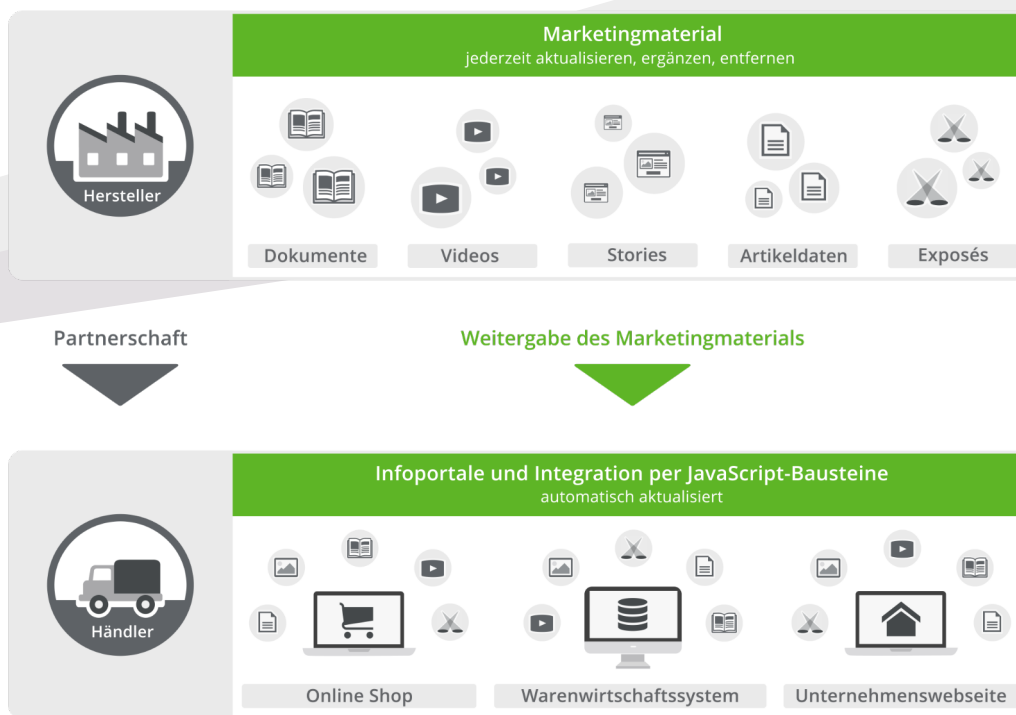 Marketingmaterial
jederzeit aktualisieren, ergänzen, entfernen
Hersteller
Dokumente
Videos
Stories
Artikeldaten
Exposés
Partnerschaft
Weitergabe des Marketingmaterials
Infoportale und Integration per JavaScript-Bausteine
automatisch aktualisiert
Händler
Online Shop
Warenwirtschaftssystem
Unternehmenswebseite